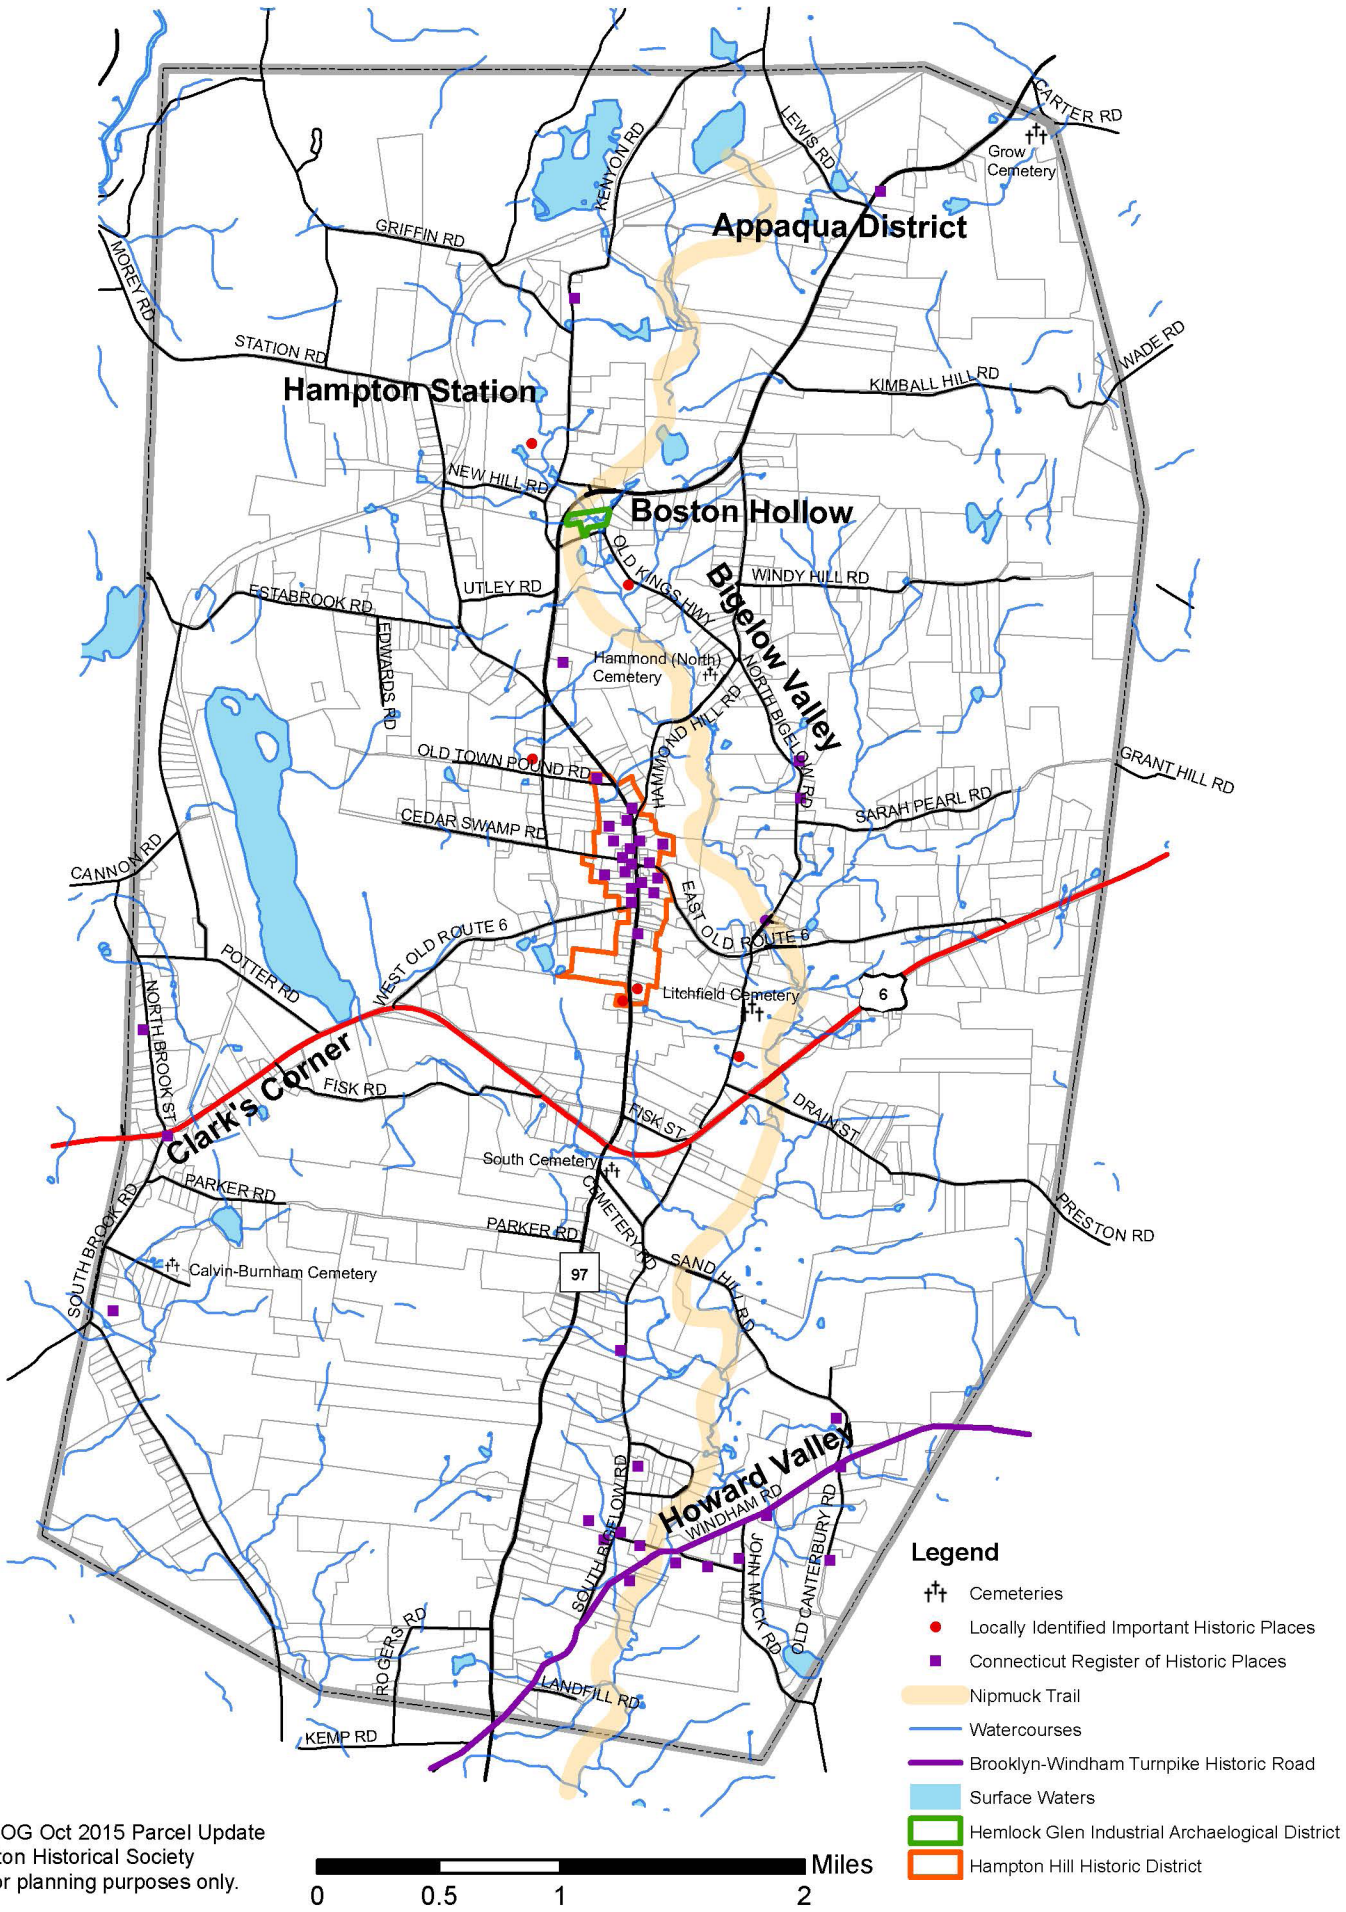 CARTER RD
LEWIS RD
KENYON RD
Grow
Cemetery
Appaqua District
GRIFFIN RD
MOREY RD
STATION RD
WADE RD
KIMBALL HILL RD
Hampton Station
NEW HILL RD
Boston Hollow
OLD KINGS HWY
WINDY HILL RD
UTLEY RD
ESTABROOK RD
EDWARDS RD
Bigelow Valley
Hammond (North)
Cemetery
NORTH BIGELOW RD
HAMMOND HILL RD
OLD TOWN POUND RD
GRANT HILL RD
SARAH PEARL RD
CEDAR SWAMP RD
CANNON RD
EAST OLD ROUTE 6
WEST OLD ROUTE 6
POTTER RD
Litchfield Cemetery
6
NORTH BROOK ST
Clark's Corner
FISK RD
FISK ST
DRAIN ST
South Cemetery
CEMETERY RD
PARKER RD
PARKER RD
PRESTON RD
SOUTH BROOK RD
SAND HILL RD
Calvin-Burnham Cemetery
97
Howard Valley
WINDHAM RD
SOUTH BIGELOW RD
JOHN MACK RD
OLD CANTERBURY RD
ROGERS RD
LANDFILL RD
KEMP RD
Legend
Cemeteries
Locally Identified Important Historic Places
Connecticut Register of Historic Places
Nipmuck Trail
Watercourses
Brooklyn-Windham Turnpike Historic Road
Surface Waters
Hemlock Glen Industrial Archaelogical District
Hampton Hill Historic District
OG Oct 2015 Parcel Update
on Historical Society
or planning purposes only.
Miles
0 0.5 1 2